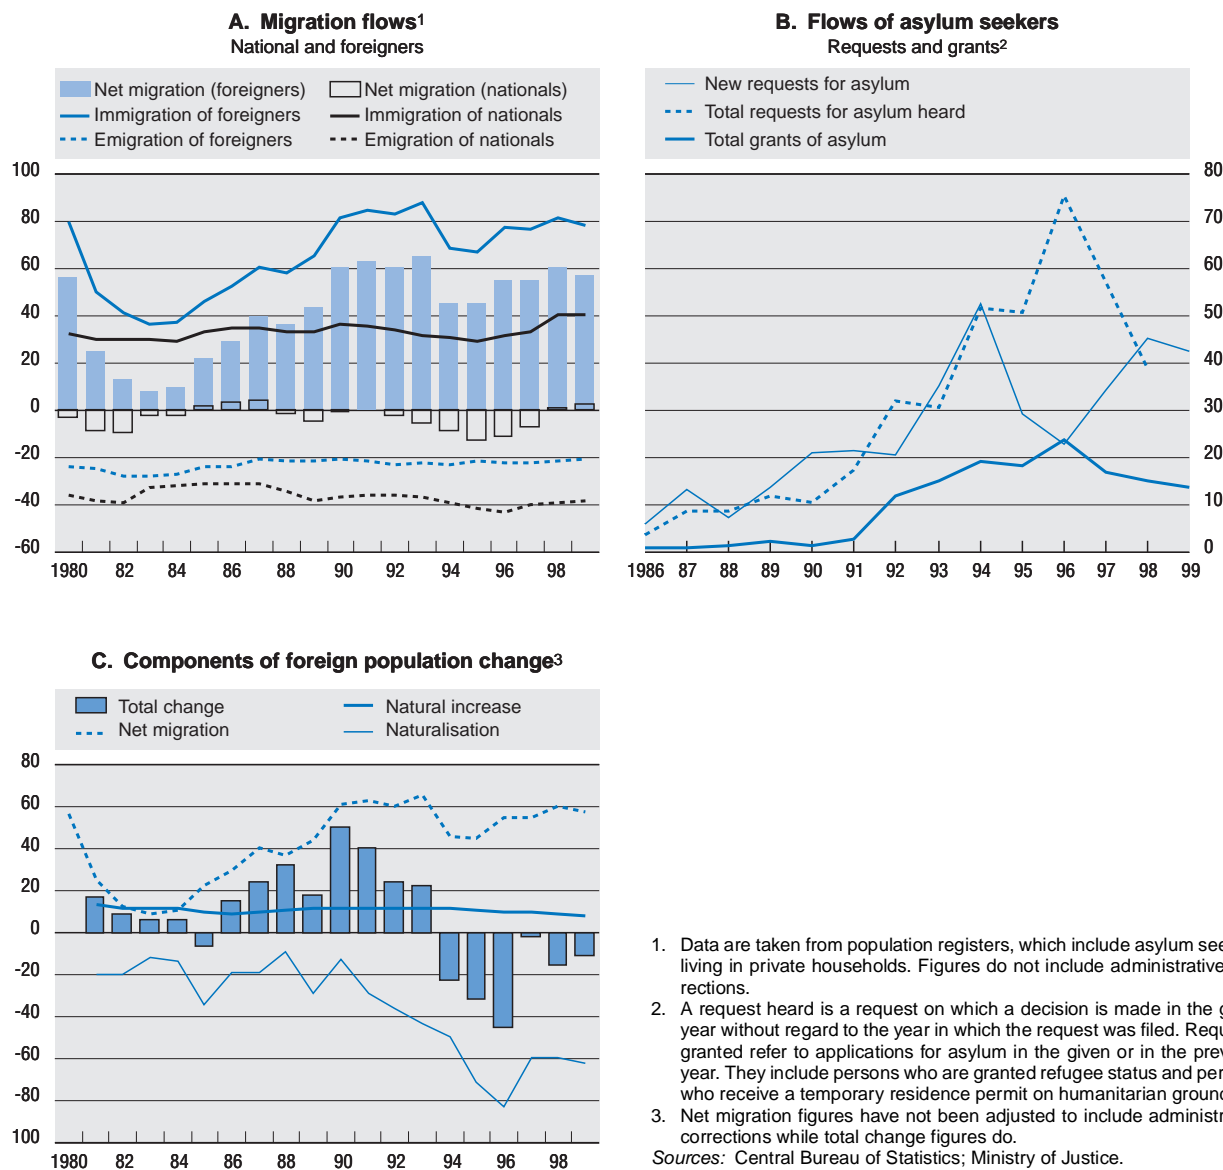 A. Migration flows1
National and foreigners
Net migration (foreigners) Net migration (nationals)
Immigration of foreigners Immigration of nationals
Emigration of foreigners Emigration of nationals
100
80
60
40
20
0
-20
-40
-60
1980 82 84 86 88 90 92 94 96 98
B. Flows of asylum seekers
Requests and grants2
New requests for asylum
Total requests for asylum heard
Total grants of asylum
80
70
60
50
40
30
20
10
0
1986 87 88 89 90 91 92 93 94 95 96 97 98 99
C. Components of foreign population change3
Total change Natural increase
Net migration Naturalisation
80
60
40
20
0
-20
-40
-60
-80
100
1980 82 84 86 88 90 92 94 96 98
1. Data are taken from population registers, which include asylum see
living in private households. Figures do not include administrative
rections.
2. A request heard is a request on which a decision is made in the g
year without regard to the year in which the request was filed. Requ
granted refer to applications for asylum in the given or in the prev
year. They include persons who are granted refugee status and per
who receive a temporary residence permit on humanitarian ground
3. Net migration figures have not been adjusted to include administr
corrections while total change figures do.
Sources: Central Bureau of Statistics; Ministry of Justice.